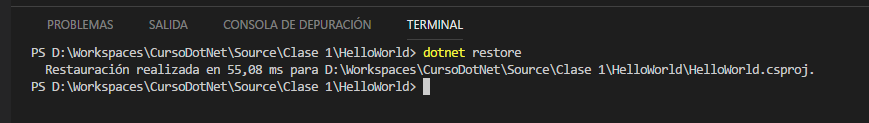 PROBLEMAS SALIDA CONSOLA DE DEPURACIÓN TERMINAL
PS D:\Workspaces\CursoDotNet\Source\Clase 1\HelloWorld> dotnet restore
Restauración realizada en 55,08 ms para D:\Workspaces\CursoDotNet\Source\Clase 1\HelloWorld\HelloWorld.csproj.
PS D:\Workspaces\CursoDotNet\Source\Clase 1\HelloWorld>